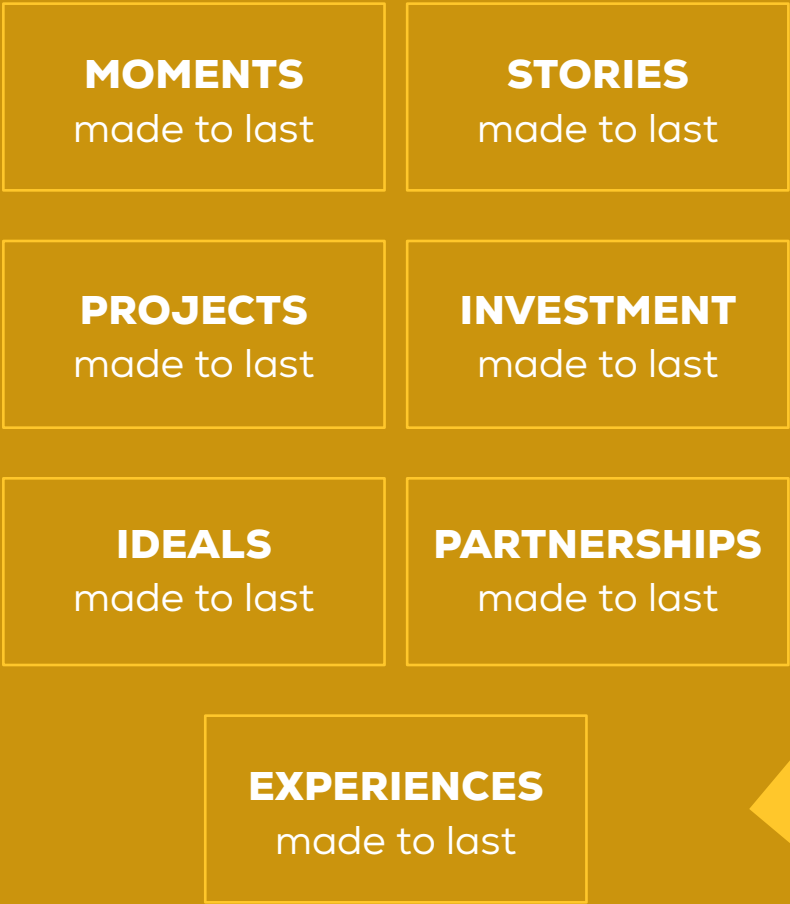 MOMENTS
made to last
STORIES
made to last
PROJECTS
made to last
INVESTMENT
made to last
IDEALS
made to last
PARTNERSHIPS
made to last
EXPERIENCES
made to last